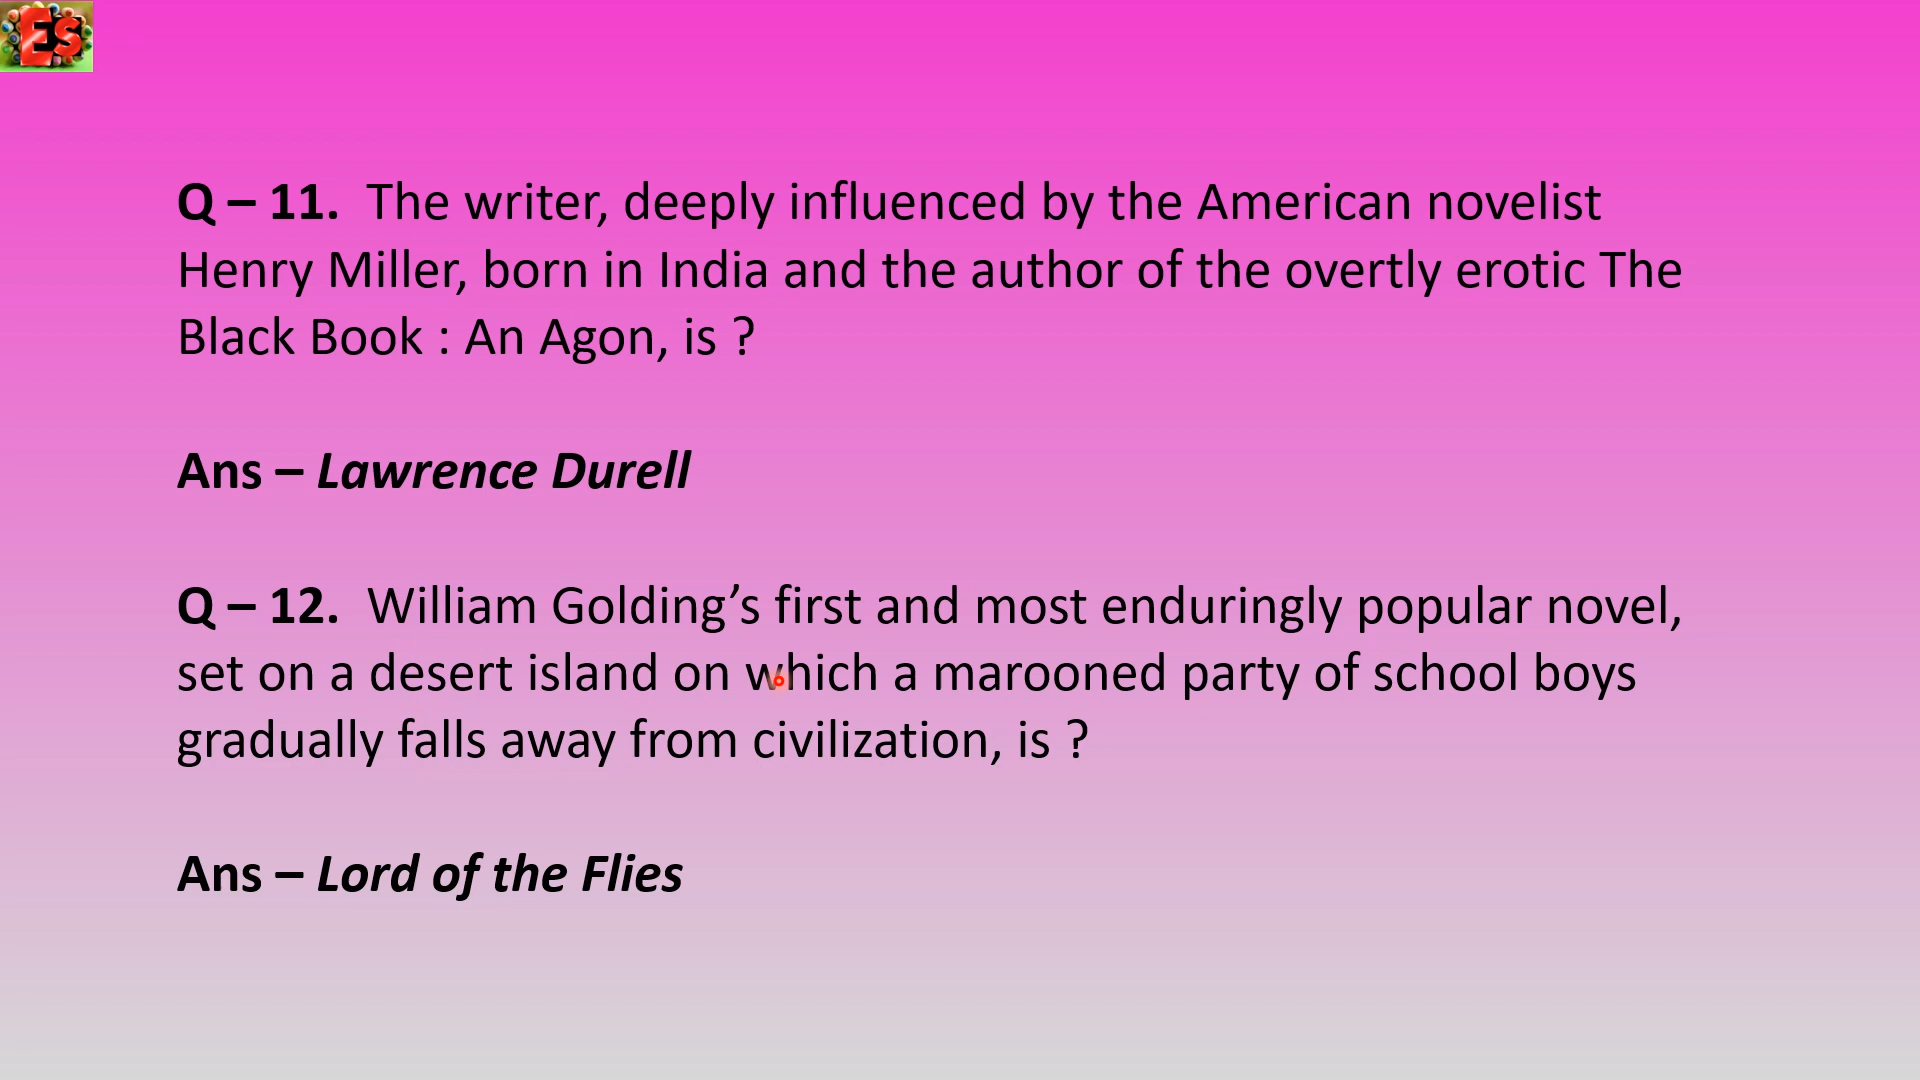 Es
Q – 11. The writer, deeply influenced by the American novelist
Henry Miller, born in India and the author of the overtly erotic The
Black Book : An Agon, is ?
Ans – Lawrence Durell
Q – 12. William Golding’s first and most enduringly popular novel,
set on a desert island on which a marooned party of school boys
gradually falls away from civilization, is ?
Ans – Lord of the Flies